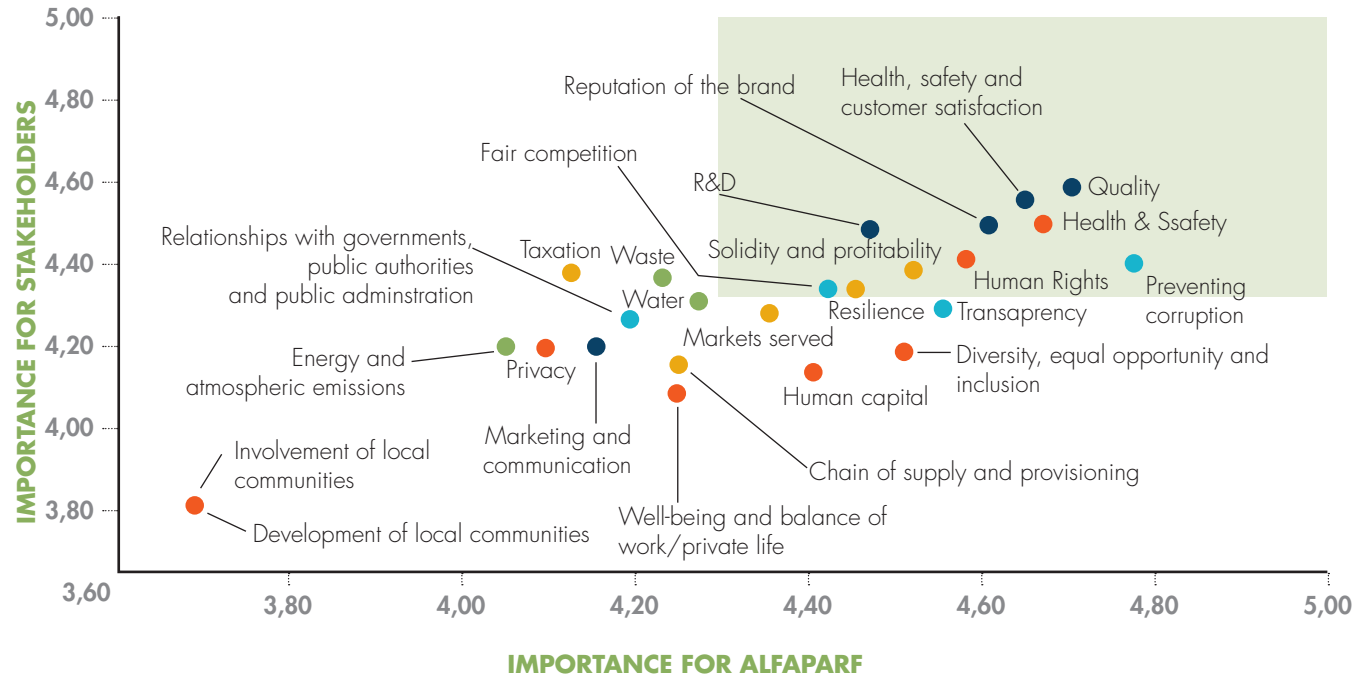 5,00
4,80
4,60
4,40
4,20
4,00
3,80
3,60
IMPORTANCE FOR STAKEHOLDERS
Reputation of the brand
Health, safety and
customer satisfaction
Fair competition
R&D
Quality
Health & Ssafety
Relationships with governments,
public authorities
and public adminstration
Taxation
Waste
Solidity and profitability
Human Rights
Preventing
corruption
Water
Resilience
Transaprency
Markets served
Energy and
atmospheric emissions
Privacy
Diversity, equal opportunity and
inclusion
Human capital
Marketing and
communication
Chain of supply and provisioning
Involvement of local
communities
Development of local communities
Well-being and balance of
work/private life
3,80
4,00
4,20
4,40
4,60
4,80
5,00
IMPORTANCE FOR ALFAPARF